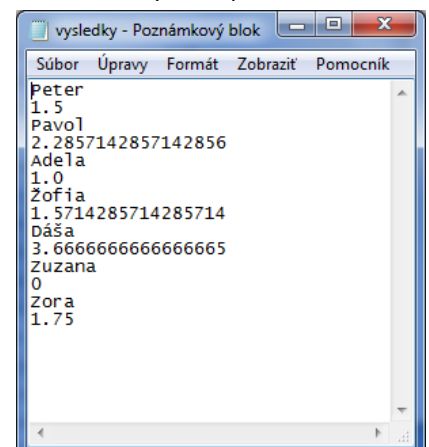 vysledky - Poznámkový blok
Súbor Úpravy Formát Zobraziť Pomocník
Peter
1.5
Pavol
2.2857142857142856
Adela
1.0
Žofia
1.5714285714285714
Dáša
3.6666666666666665
Zuzana
0
Zora
1.75